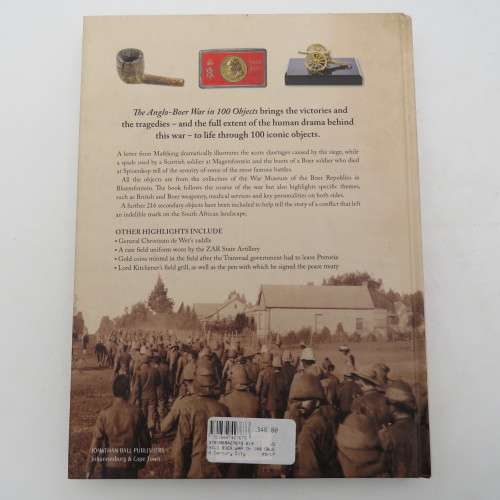 The Anglo-Boer War in 100 Objects brings the victories and
the tragedies – and the full extent of the human drama behind
this war – to life through 100 iconic objects.
A letter from Mafeking dramatically illustrates the acute shortages caused by the siege, while
a spade used by a Scottish soldier at Magersfontein and the boots of a Boer soldier who died
at Spioenkop tell of the severity of some of the most famous battles.
All the objects are from the collection of the War Museum of the Boer Republics in
Bloemfontein. The book follows the course of the war but also highlights specific themes,
such as British and Boer weaponry, medical services and key personalities on both sides.
A further 216 secondary objects have been included to help tell the story of a conflict that left
an indelible mark on the South African landscape.
OTHER HIGHLIGHTS INCLUDE
• General Christiaan de Wet's saddle
• A rare field uniform worn by the ZAR State Artillery
• Gold coins minted in the field after the Transvaal government had to leave Pretoria
• Lord Kitchener's field grill, as well as the pen with which he signed the peace treaty
JONATHAN BALL PUBLISHERS
Johannesburg & Cape Town